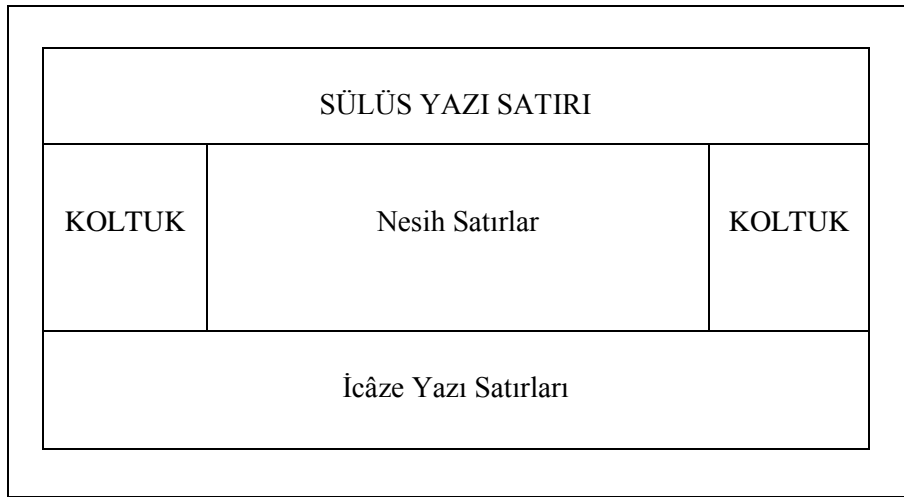 SÜLÜS YAZI SATIRI
KOLTUK Nesih Satırlar KOLTUK
İcâze Yazı Satırları